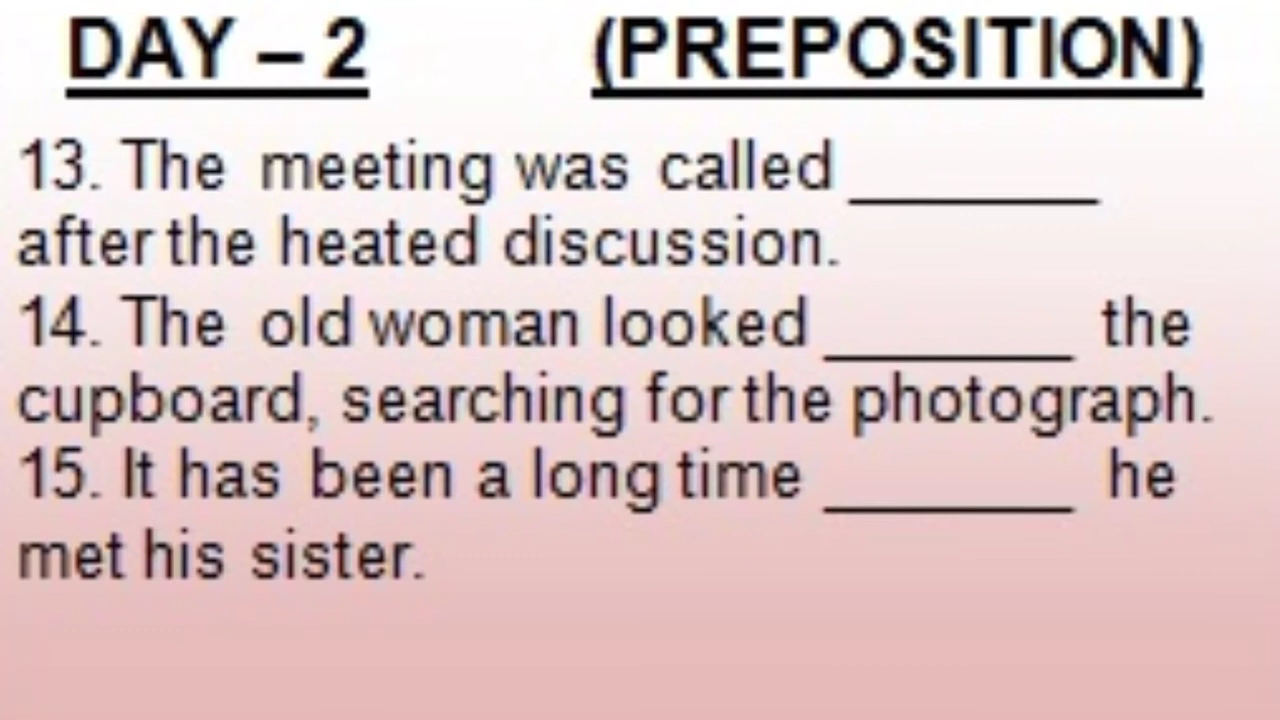 DAY – 2 (PREPOSITION)
13. The meeting was called ________
after the heated discussion.
14. The old woman looked ________ the
cupboard, searching for the photograph.
15. It has been a long time ________ he
met his sister.